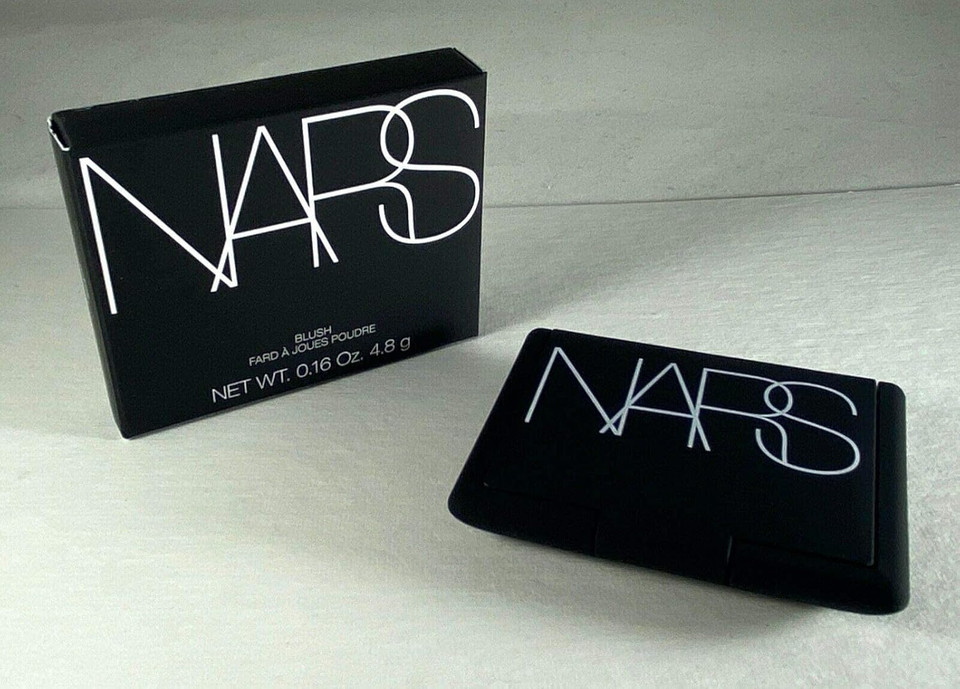 NARS
BLUSH
FARD À JOUES POUDRE
NET WT. 0.16 Oz. 4.8 g
NARS